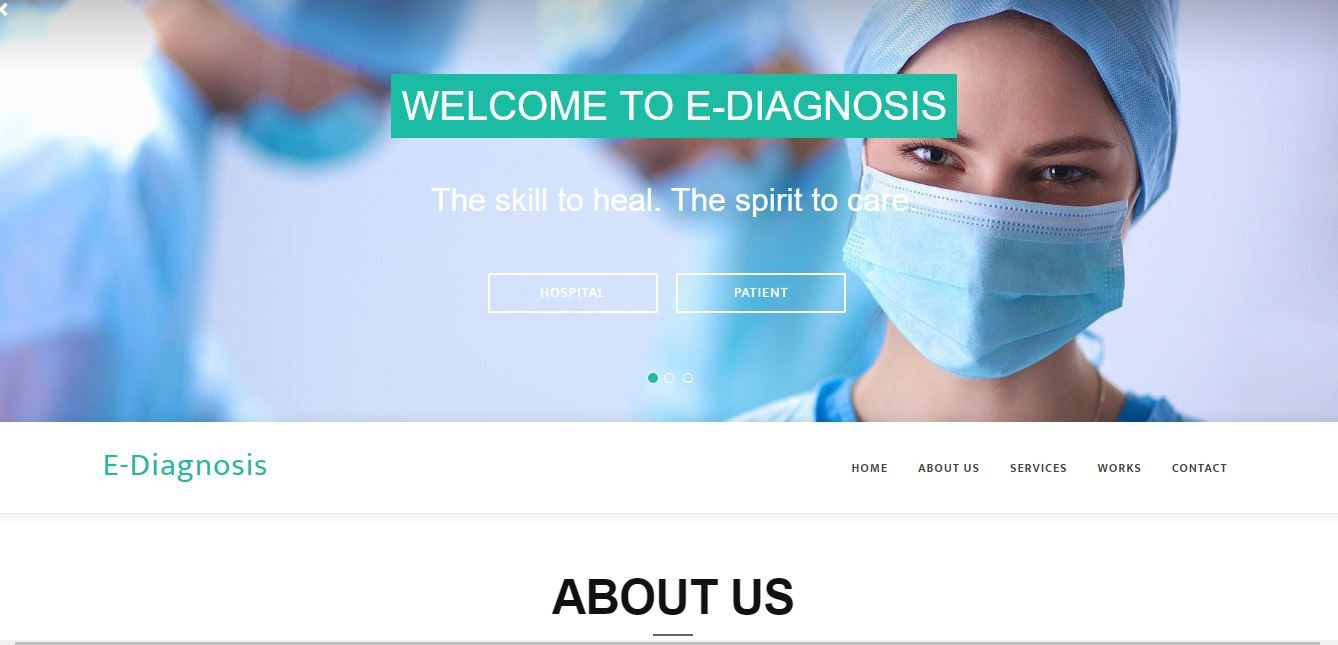 WELCOME TO E-DIAGNOSIS
The skill to heal. The spirit to care.
HOSPITAL
PATIENT
E-Diagnosis
HOME
ABOUT US
SERVICES
WORKS
CONTACT
ABOUT US